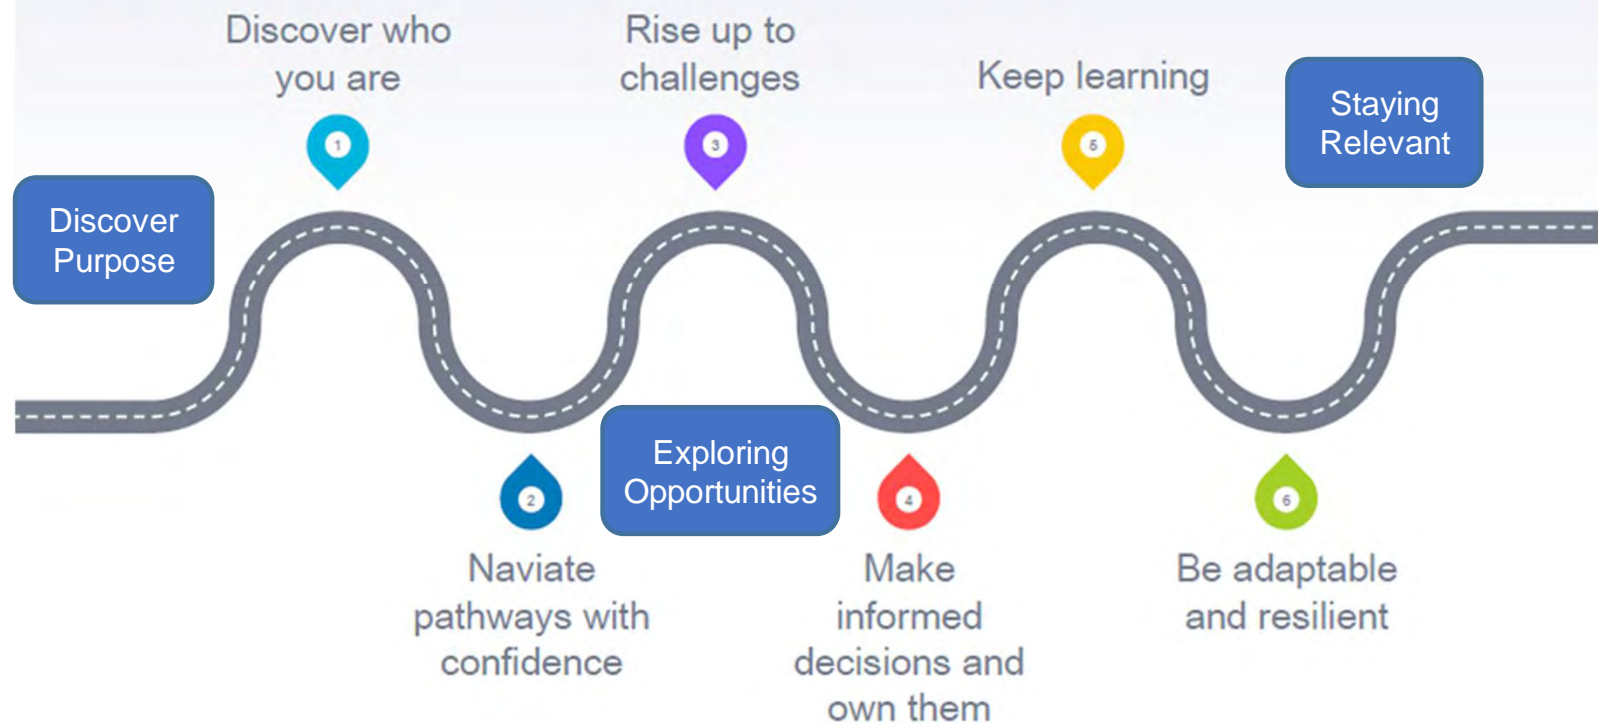 Discover who
you are
Rise up to
challenges
Keep learning
Staying
Relevant
1
3
5
Discover
Purpose
Exploring
Opportunities
2
4
6
Naviate
pathways with
confidence
Make
informed
decisions and
own them
Be adaptable
and resilient